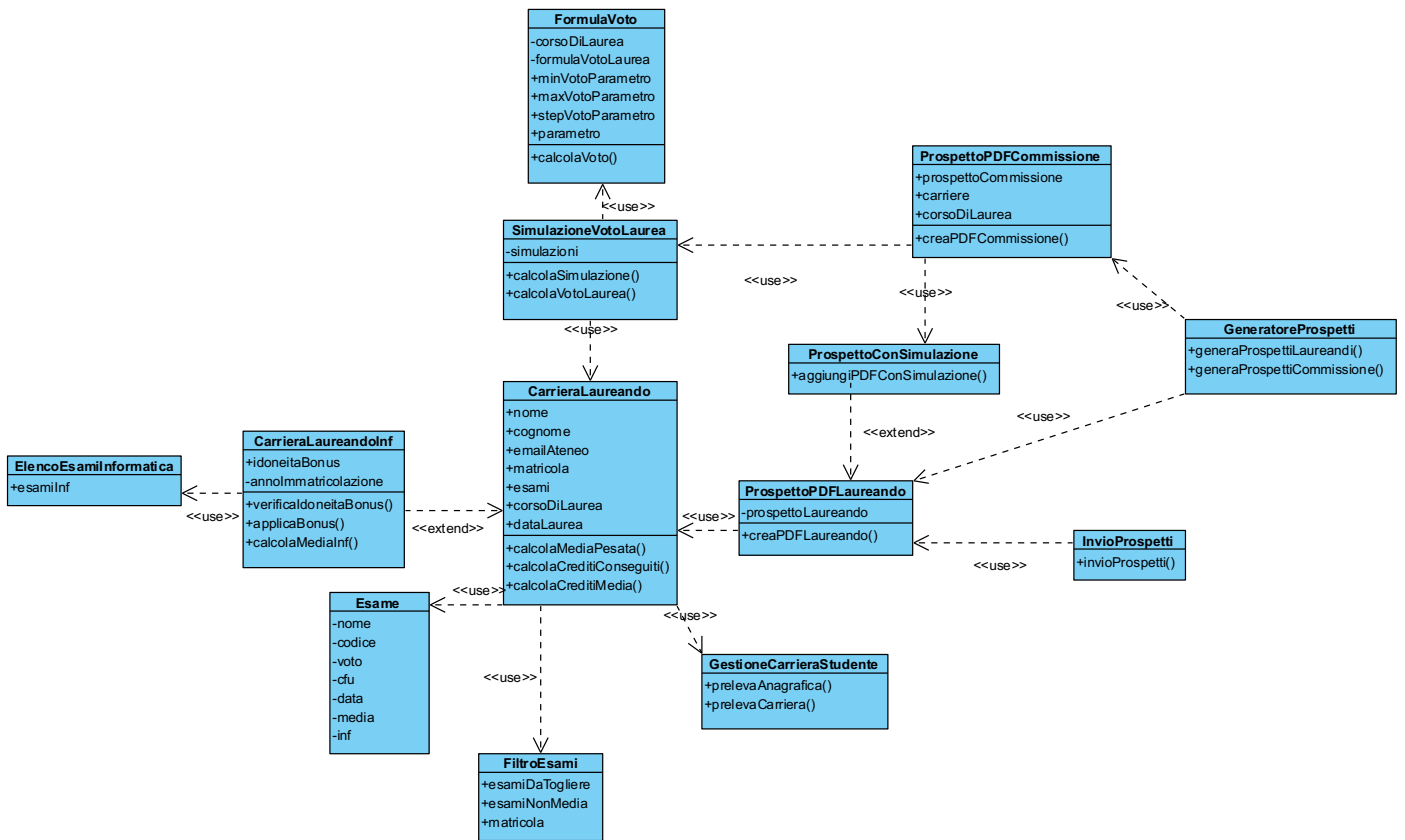 FormulaVoto
-corsoDiLaurea
-formulaVotoLaurea
+minVotoParametro
+maxVotoParametro
+stepVotoParametro
+parametro
+calcolaVoto()
<<use>>
SimulazioneVotoLaurea
-simulazioni
+calcolaSimulazione()
+calcolaVotoLaurea()
<<use>>
ProspettoPDFCommissione
+prospettoCommissione
+carriere
+corsoDiLaurea
+creaPDFCommissione()
<<use>>
<<use>>
<<use>>
GeneratoreProspetti
+generaProspettiLaureandi()
+generaProspettiCommissione()
<<use>>
ProspettoConSimulazione
+aggiungiPDFConSimulazione()
<<extend>>
CarrieraLaureando
+nome
+cognome
+emailAteneo
+matricola
+esami
+corsoDiLaurea
+dataLaurea
+calcolaMediaPesata()
+calcolaCreditiConseguiti()
+calcolaCreditiMedia()
ElencoEsamiInformatica
+esamiInf
<<use>>
CarrieraLaureandoInf
+idoneitaBonus
-annoImmatricolazione
+verificaIdoneitaBonus()
+applicaBonus()
+calcolaMediaInf()
<<extend>>
<<use>>
ProspettoPDFLaureando
-prospettoLaureando
+creaPDFLaureando()
<<use>>
InvioProspetti
+invioProspetti()
<<use>>
Esame
-nome
-codice
-voto
-cfu
-data
-media
-inf
<<use>>
<<use>>
GestioneCarrieraStudente
+prelevaAnagrafica()
+prelevaCarriera()
FiltroEsami
+esamiDaTogliere
+esamiNonMedia
+matricola